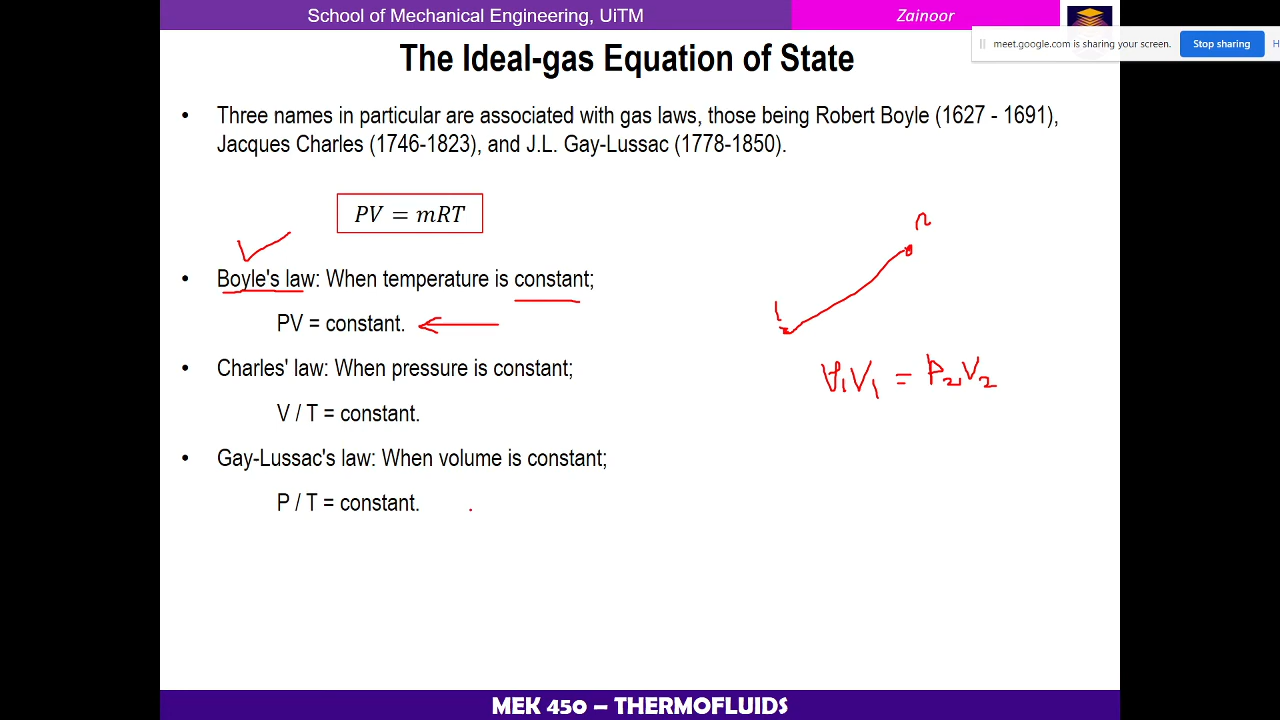 School of Mechanical Engineering, UiTM
Zainoor
meet.google.com is sharing your screen.
Stop sharing
H
The Ideal-gas Equation of State
• Three names in particular are associated with gas laws, those being Robert Boyle (1627 - 1691),
Jacques Charles (1746-1823), and J.L. Gay-Lussac (1778-1850).
PV = mRT
• Boyle's law: When temperature is constant;
PV = constant.
• Charles' law: When pressure is constant;
V / T = constant.
• Gay-Lussac's law: When volume is constant;
P / T = constant.
1
P₁V₁ = P₂V₂
MEK 450 – THERMOFLUIDS